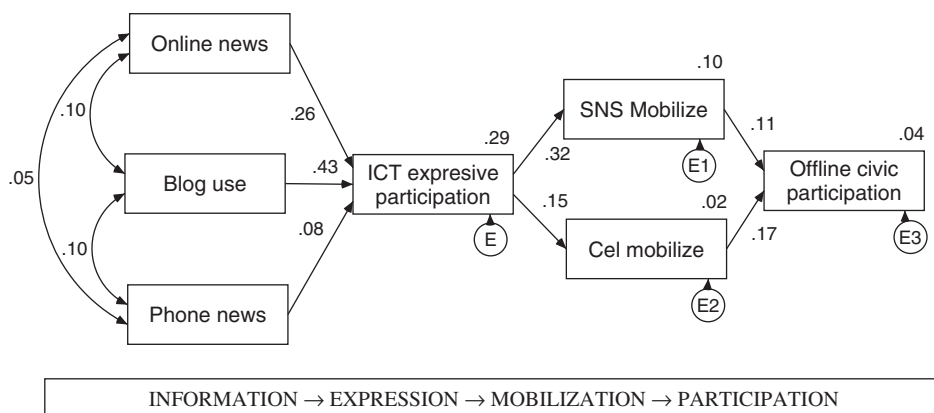 Online news
.10
.26
.05
Blog use
.43
.10
.08
Phone news
.29
ICT expresive
participation
E
.32
.15
.10
SNS Mobilize
E1
.11
.02
Cel mobilize
E2
.17
.04
Offline civic
participation
E3
INFORMATION → EXPRESSION → MOBILIZATION → PARTICIPATION